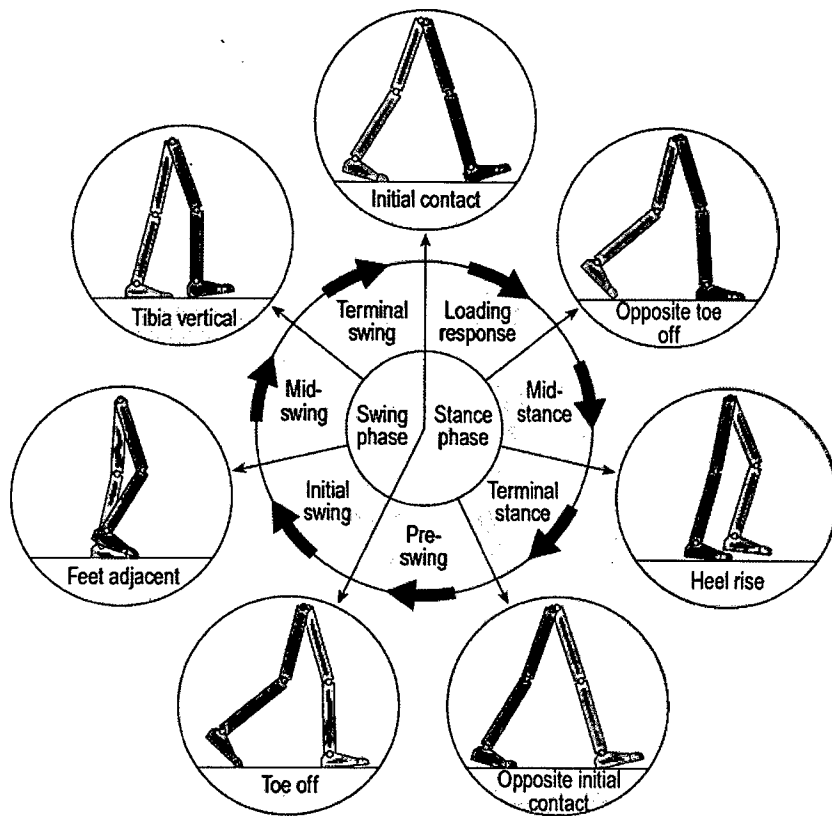 Initial contact
Tibia vertical
Opposite toe
off
Terminal
swing
Loading
response
Mid-
swing
Mid-
stance
Swing
phase
Stance
phase
Initial
swing
Terminal
stance
Pre-
swing
Feet adjacent
Heel rise
Toe off
Opposite initial
contact